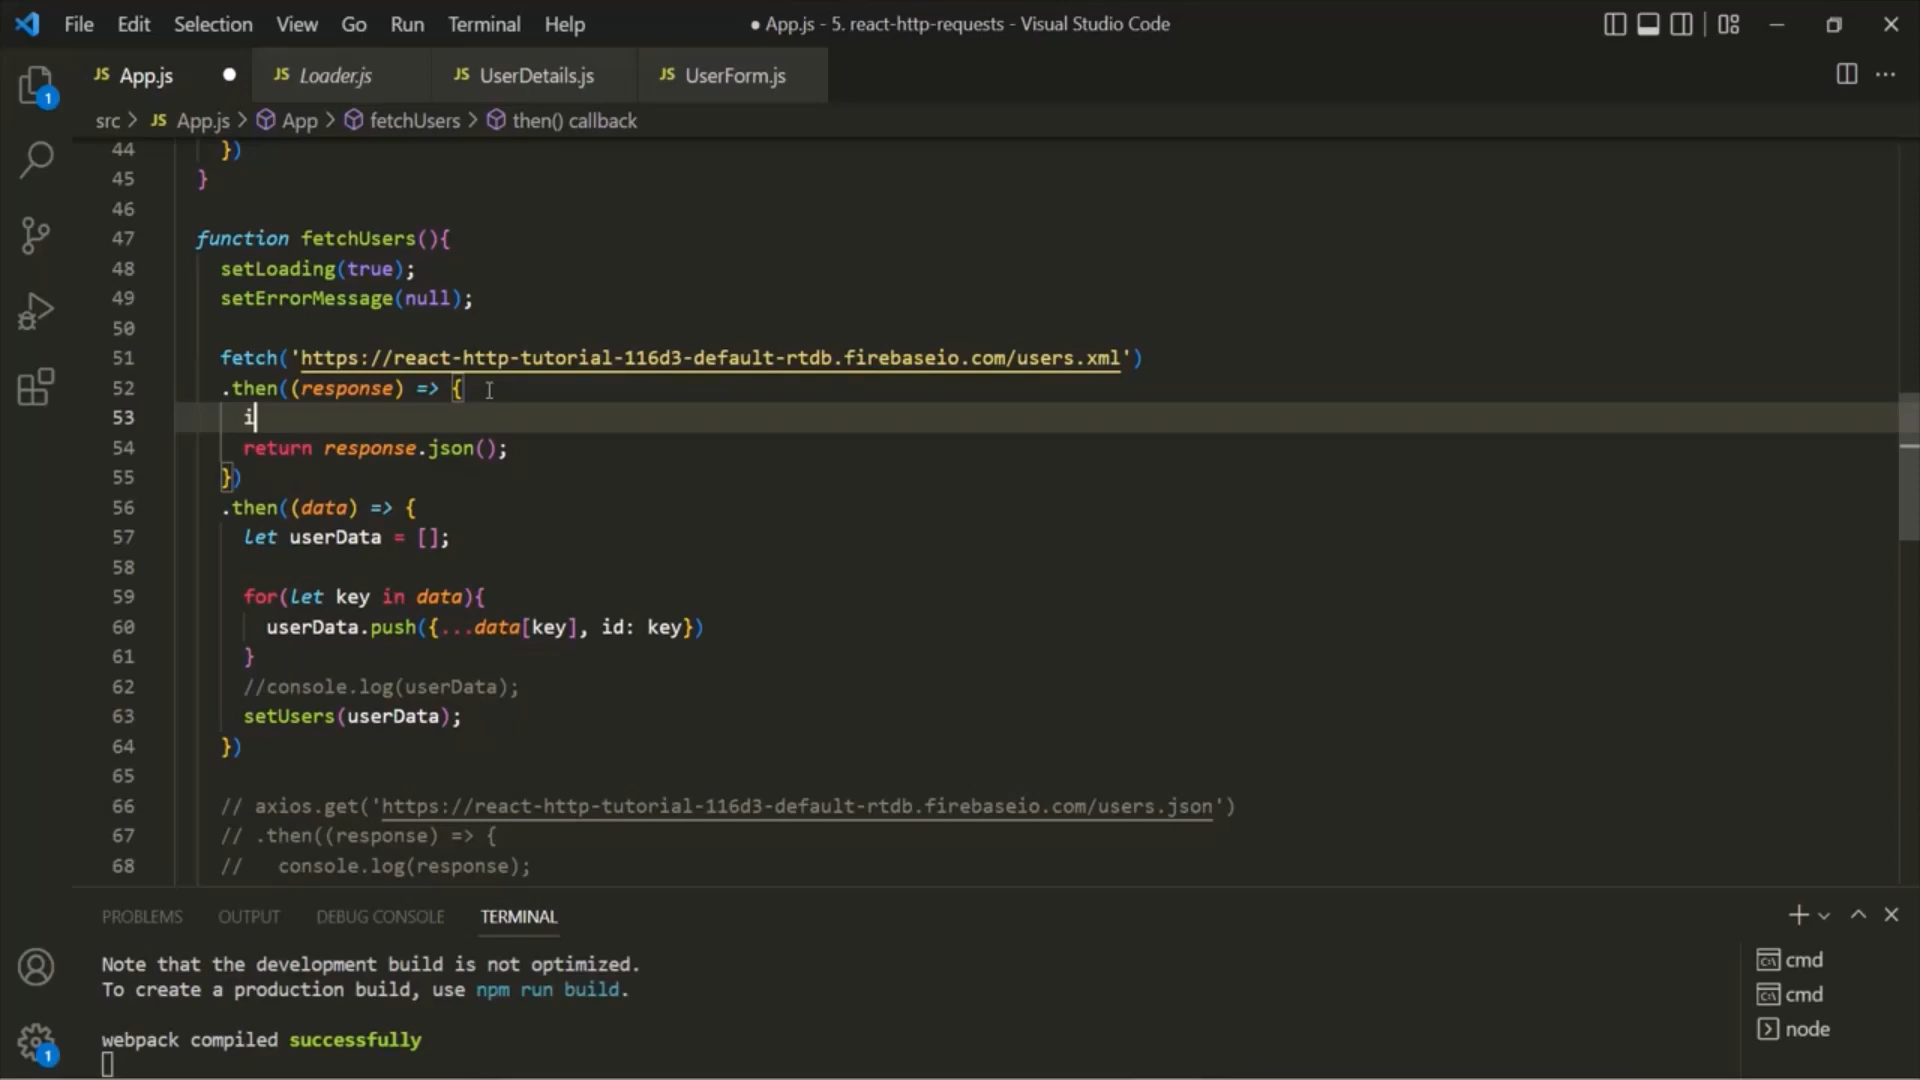 File Edit Selection View Go Run Terminal Help
● App.js - 5. react-http-requests - Visual Studio Code
JS App.js ● JS Loader.js JS UserDetails.js JS UserForm.js
1
src > JS App.js > App > fetchUsers > then() callback
44 })
45 }
46
47 function fetchUsers(){
48 setLoading(true);
49 setErrorMessage(null);
50
51 fetch('https://react-http-tutorial-116d3-default-rtdb.firebaseio.com/users.xml')
52 .then((response) => {
53 i
54 return response.json();
55 })
56 .then((data) => {
57 let userData = [];
58
59 for(let key in data){
60 userData.push({...data[key], id: key})
61 }
62 //console.log(userData);
63 setUsers(userData);
64 })
65
66 // axios.get('https://react-http-tutorial-116d3-default-rtdb.firebaseio.com/users.json')
67 // .then((response) => {
68 // console.log(response);
PROBLEMS OUTPUT DEBUG CONSOLE TERMINAL
Note that the development build is not optimized.
To create a production build, use npm run build.
webpack compiled successfully
cmd
cmd
node
1